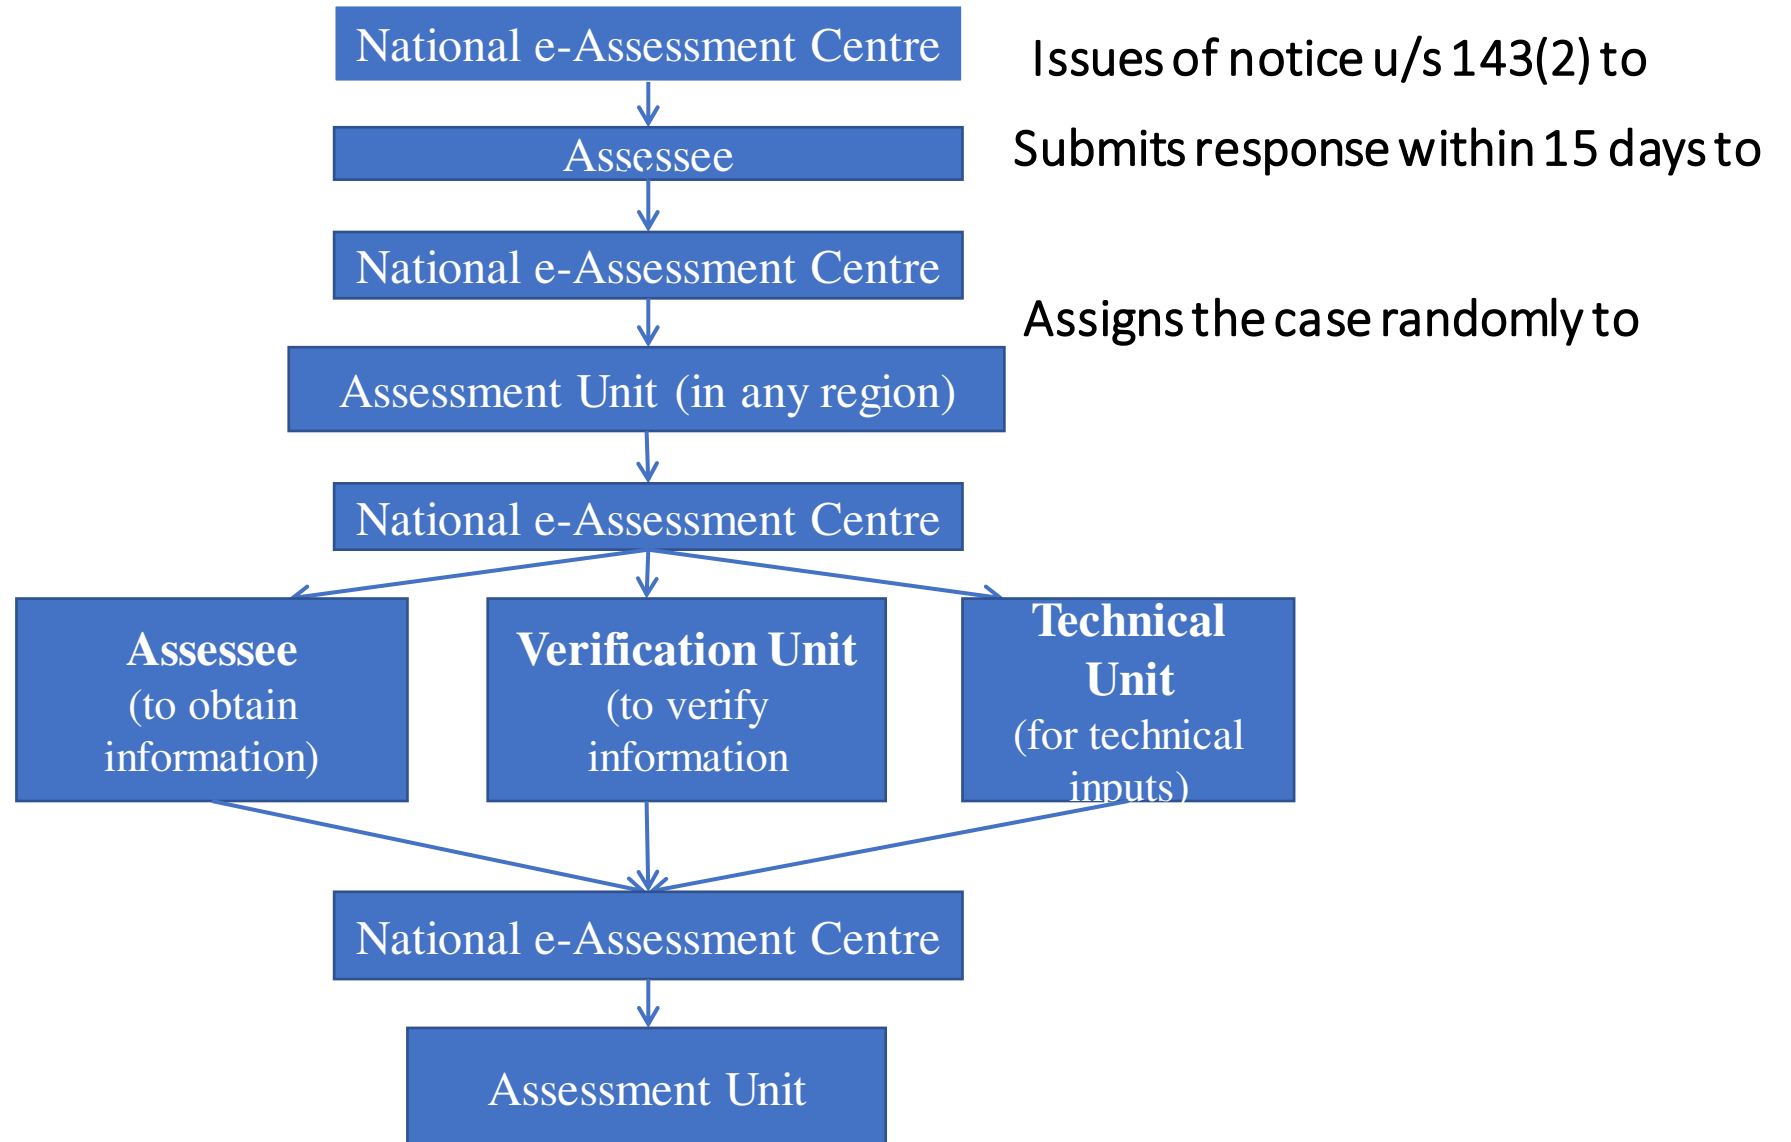 National e-Assessment Centre
Issues of notice u/s 143(2) to
Assessee
Submits response within 15 days to
National e-Assessment Centre
Assigns the case randomly to
Assessment Unit (in any region)
National e-Assessment Centre
Assessee
(to obtain
information)
Verification Unit
(to verify
information
Technical
Unit
(for technical
inputs)
National e-Assessment Centre
Assessment Unit